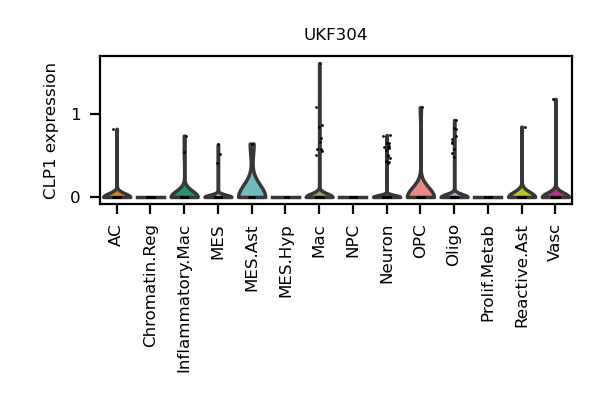 UKF304
CLP1 expression
1
0
AC
Chromatin.Reg
Inflammatory.Mac
MES
MES.Ast
MES.Hyp
Mac
NPC
Neuron
OPC
Oligo
Prolif.Metab
Reactive.Ast
Vasc